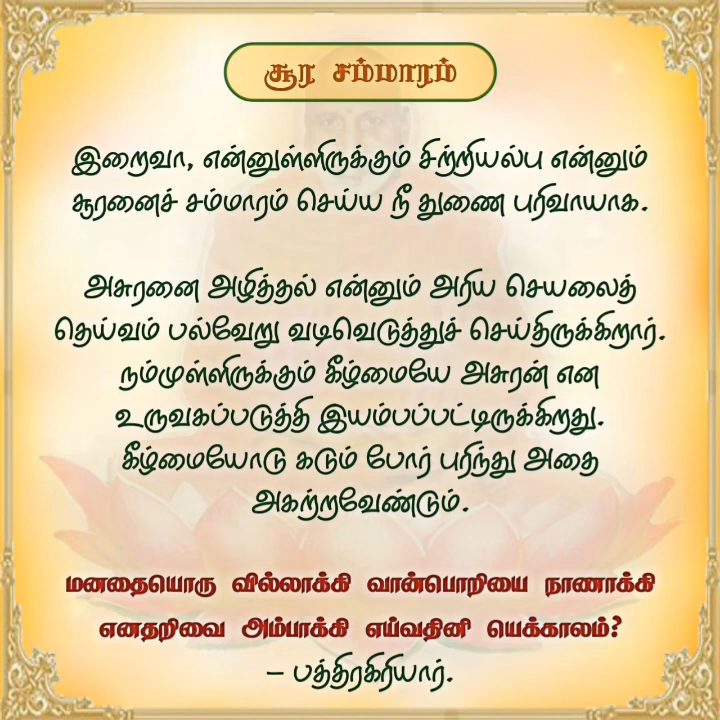 சூர சம்மாரம்
இறைவா, என்னுள்ளிருக்கும் சிற்றியல்பு என்னும்
சூரனைச் சம்மாரம் செய்ய நீ துணை புரிவாயாக.
அசுரனை அழித்தல் என்னும் அரிய செயலைத்
தெய்வம் பல்வேறு வடிவெடுத்துச் செய்திருக்கிறார்.
நம்முள்ளிருக்கும் கீழ்மையே அசுரன் என
உருவகப்படுத்தி இயம்பப்பட்டிருக்கிறது.
கீழ்மையோடு கடும் போர் புரிந்து அதை
அகற்றவேண்டும்.
மனதையொரு வில்லாக்கி வான்பொறியை நாணாக்கி
எனதறிவை அம்பாக்கி எய்வதினி யெக்காலம்?
– பத்திரகிரியார்.